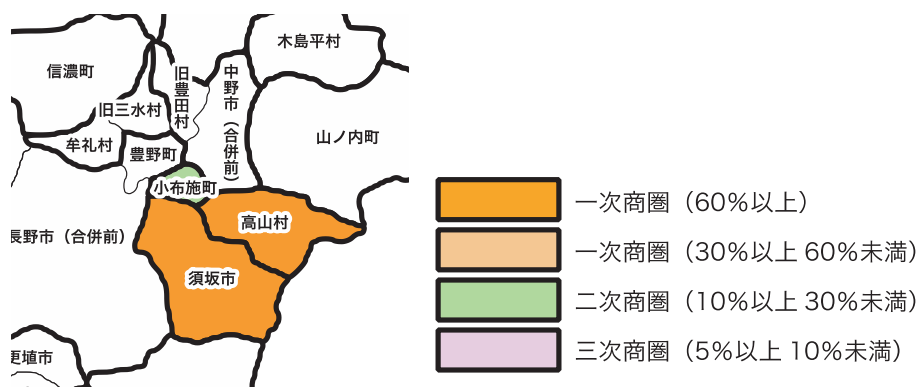 木島平村
信濃町
旧豊田村
中野市（合併前）
旧三水村
山ノ内町
牟礼村
豊野町
小布施町
高山村
長野市（合併前）
須坂市
更埴市
一次商圏（60％以上）
一次商圏（30％以上 60％未満）
二次商圏（10％以上 30％未満）
三次商圏（5％以上 10％未満）